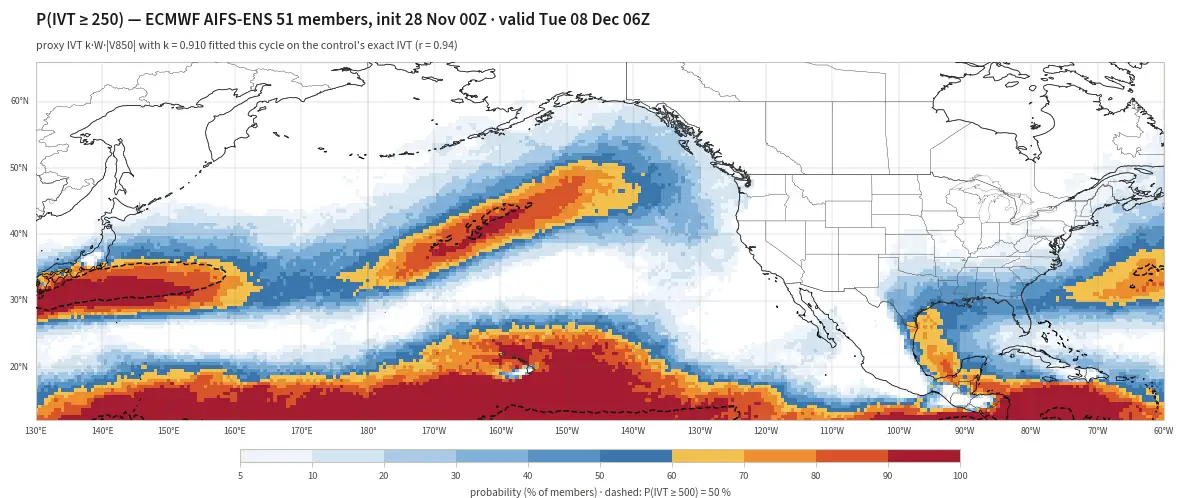 P(IVT ≥ 250) — ECMWF AIFS-ENS 51 members, init 28 Nov 00Z · valid Tue 08 Dec 06Z
proxy IVT k·W·|V850| with k = 0.910 fitted this cycle on the control's exact IVT (r = 0.94)
60°N
50°N
40°N
30°N
20°N
130°E 140°E 150°E 160°E 170°E 180° 170°W 160°W 150°W 140°W 130°W 120°W 110°W 100°W 90°W 80°W 70°W 60°W
5 10 20 30 40 50 60 70 80 90 100
probability (% of members) · dashed: P(IVT ≥ 500) = 50 %